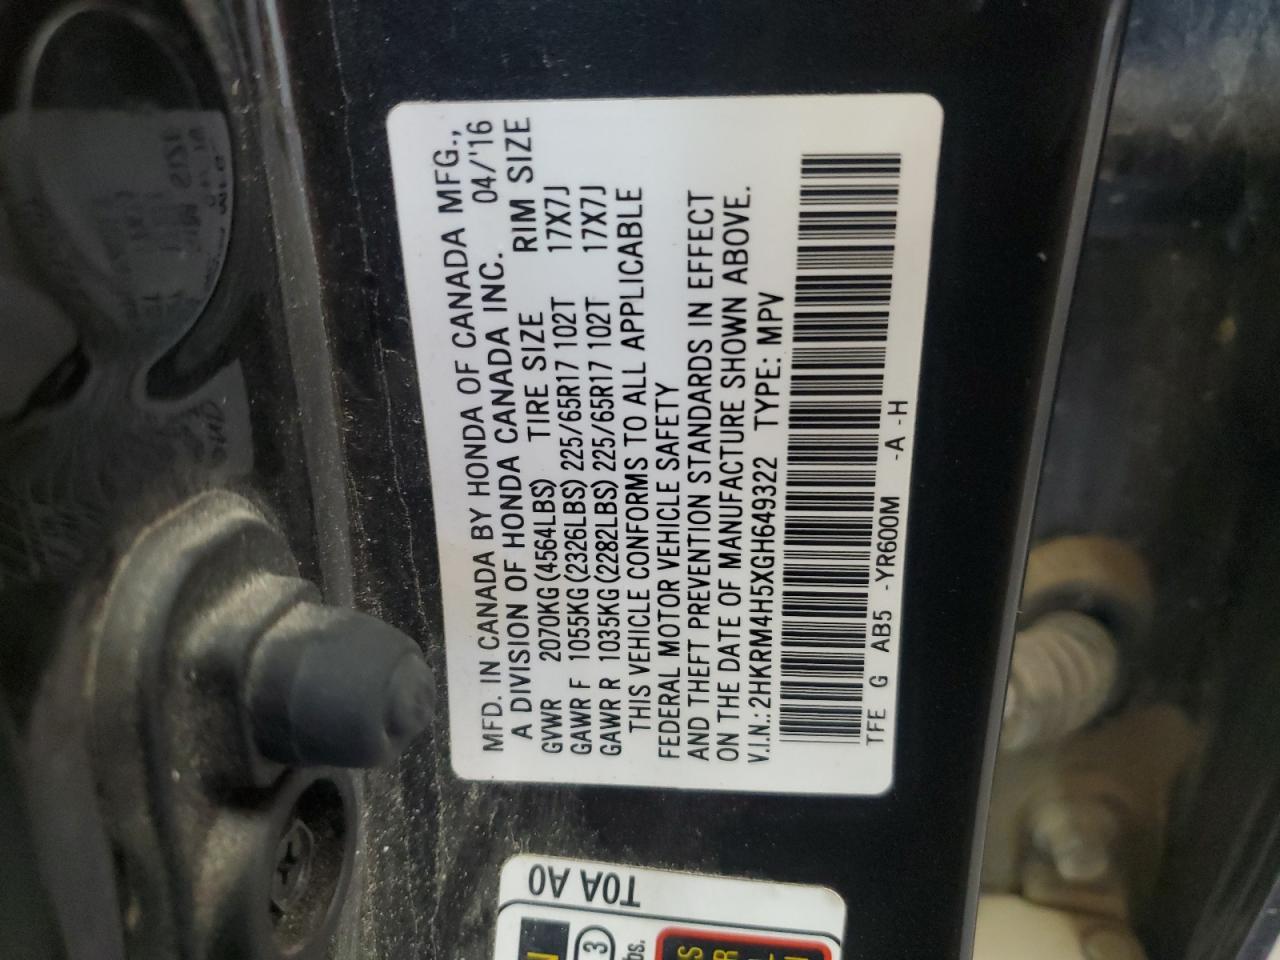 MFD. IN CANADA BY HONDA OF CANADA MFG.,
A DIVISION OF HONDA CANADA INC. 04/'16
GVWR 2070KG(4564LBS) TIRE SIZE RIM SIZE
GAWR F 1055KG(2326LBS) 225/65R17 102T 17X7J
GAWR R 1035KG(2282LBS) 225/65R17 102T 17X7J
THIS VEHICLE CONFORMS TO ALL APPLICABLE
FEDERAL MOTOR VEHICLE SAFETY
AND THEFT PREVENTION STANDARDS IN EFFECT
ON THE DATE OF MANUFACTURE SHOWN ABOVE.
V.I.N.:2HKRM4H5XGH649322 TYPE: MPV
TFE G AB5 -YR600M -A -H
T0A A0
3
lbs.